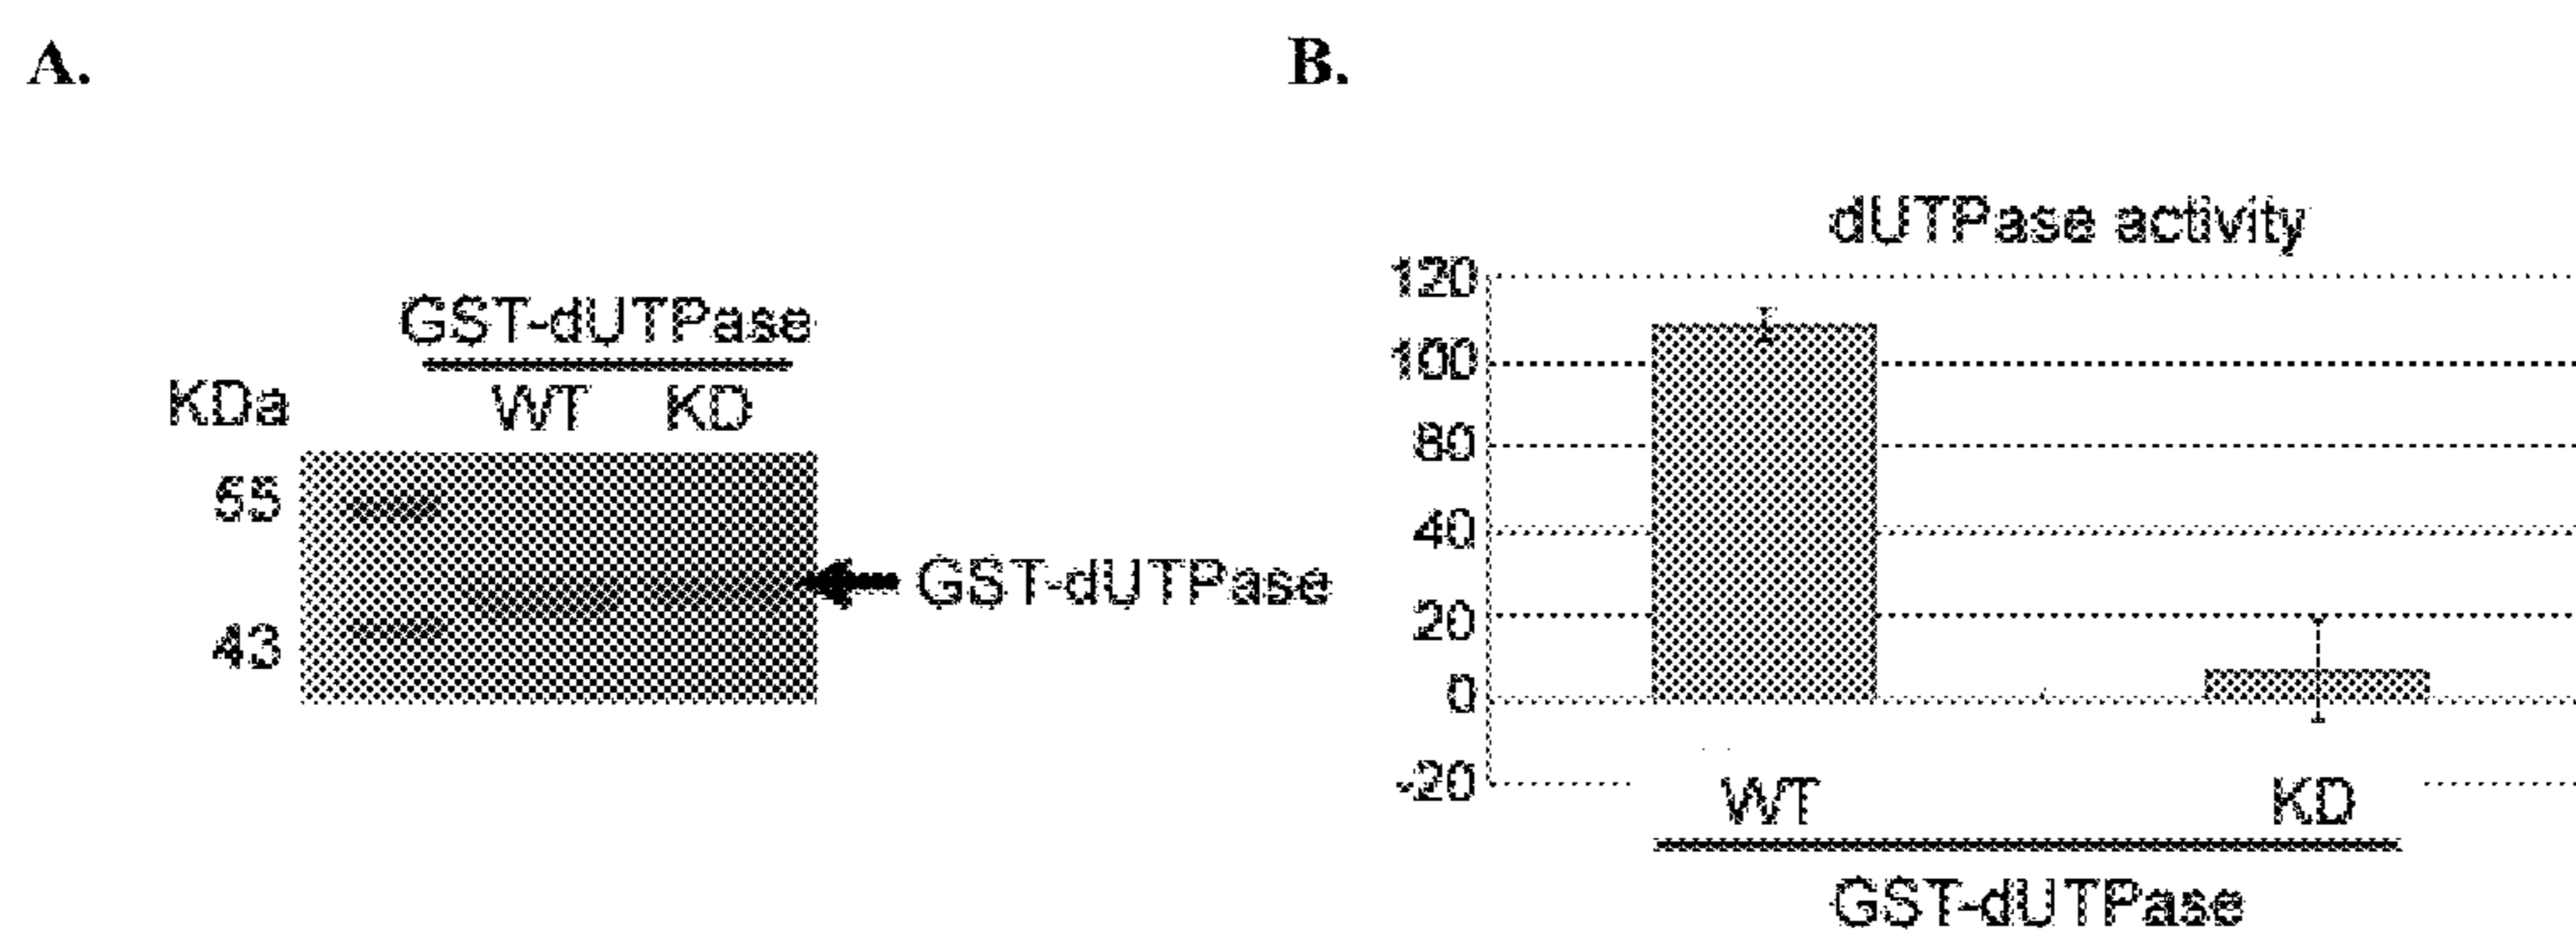 A.
GST-dUTPase
KDa
WT KD
55
43
GST-dUTPase
B.
dUTPase activity
120
100
80
40
20
0
-20
WT KD
GST-dUTPase